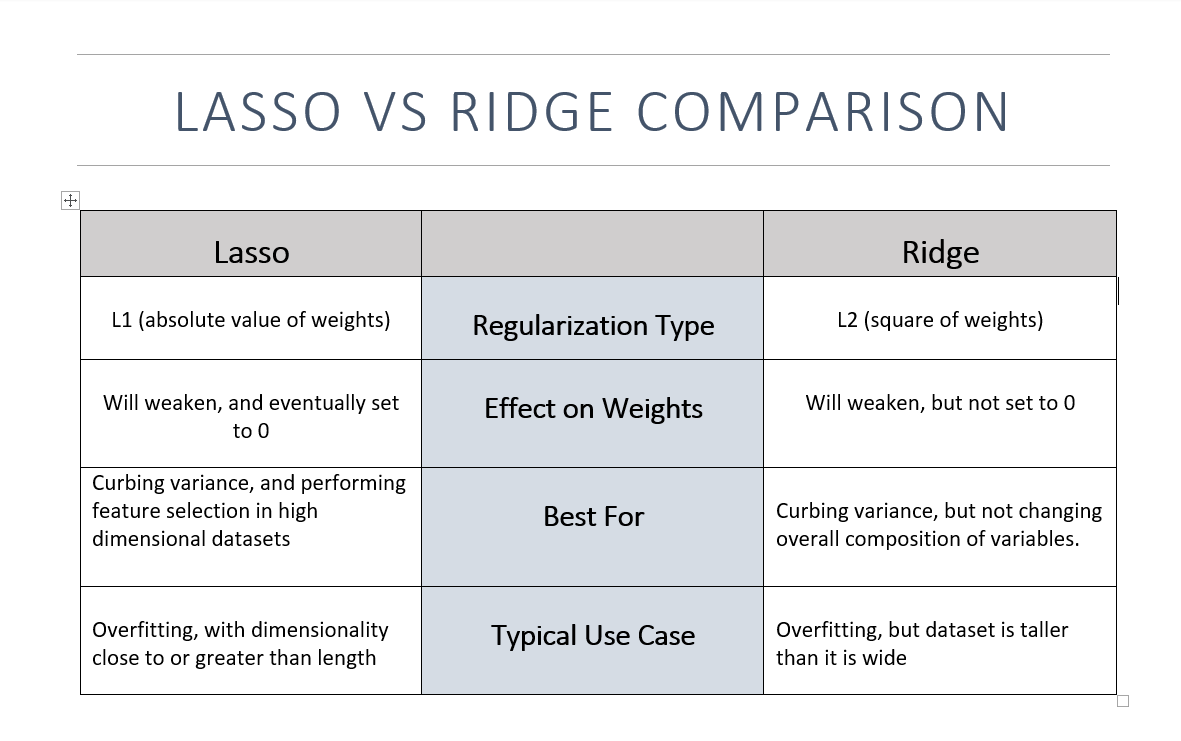 LASSO VS RIDGE COMPARISON
Lasso
Ridge
L1 (absolute value of weights)
Regularization Type
L2 (square of weights)
Will weaken, and eventually set
to 0
Effect on Weights
Will weaken, but not set to 0
Curbing variance, and performing
feature selection in high
dimensional datasets
Best For
Curbing variance, but not changing
overall composition of variables.
Overfitting, with dimensionality
close to or greater than length
Typical Use Case
Overfitting, but dataset is taller
than it is wide